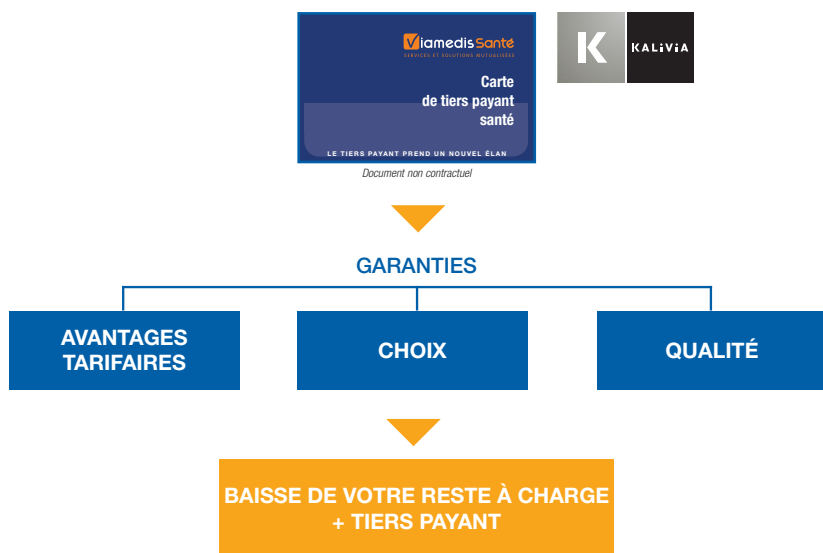 Viamedis Santé
SERVICES ET SOLUTIONS MUTUALISÉES
Carte
de tiers payant
santé
LE TIERS PAYANT PREND UN NOUVEL ÉLAN
Document non contractuel
K
KALiViA
GARANTIES
AVANTAGES
TARIFAIRES
CHOIX
QUALITÉ
BAISSE DE VOTRE RESTE À CHARGE
+ TIERS PAYANT